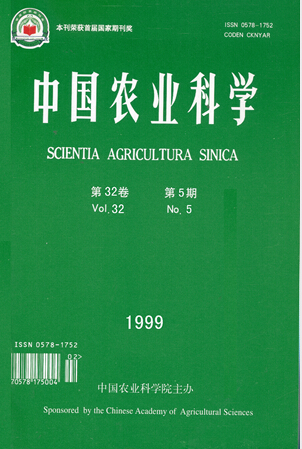 本刊荣获首届国家期刊奖
ISSN 0578-1752
CODEN CKNYAR
中国农业科学
SCIENTIA AGRICULTURA SINICA
第32卷 第5期
Vol.32 No.5
1999
ISSN 0578-1752
02>
770578175004
中国农业科学院主办
Sponsored by the Chinese Academy of Agricultural Sciences